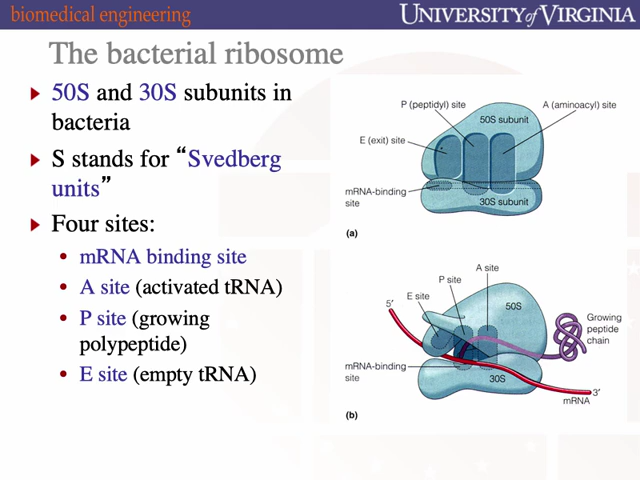 biomedical engineering
UNIVERSITY of VIRGINIA
The bacterial ribosome
50S and 30S subunits in
bacteria
S stands for “Svedberg
units”
Four sites:
mRNA binding site
A site (activated tRNA)
P site (growing
polypeptide)
E site (empty tRNA)
P (peptidyl) site
A (aminoacyl) site
50S subunit
E (exit) site
mRNA-binding
site
30S subunit
(a)
A site
P site
E site
5′
50S
Growing
peptide
chain
mRNA-binding
site
30S
3′
mRNA
(b)